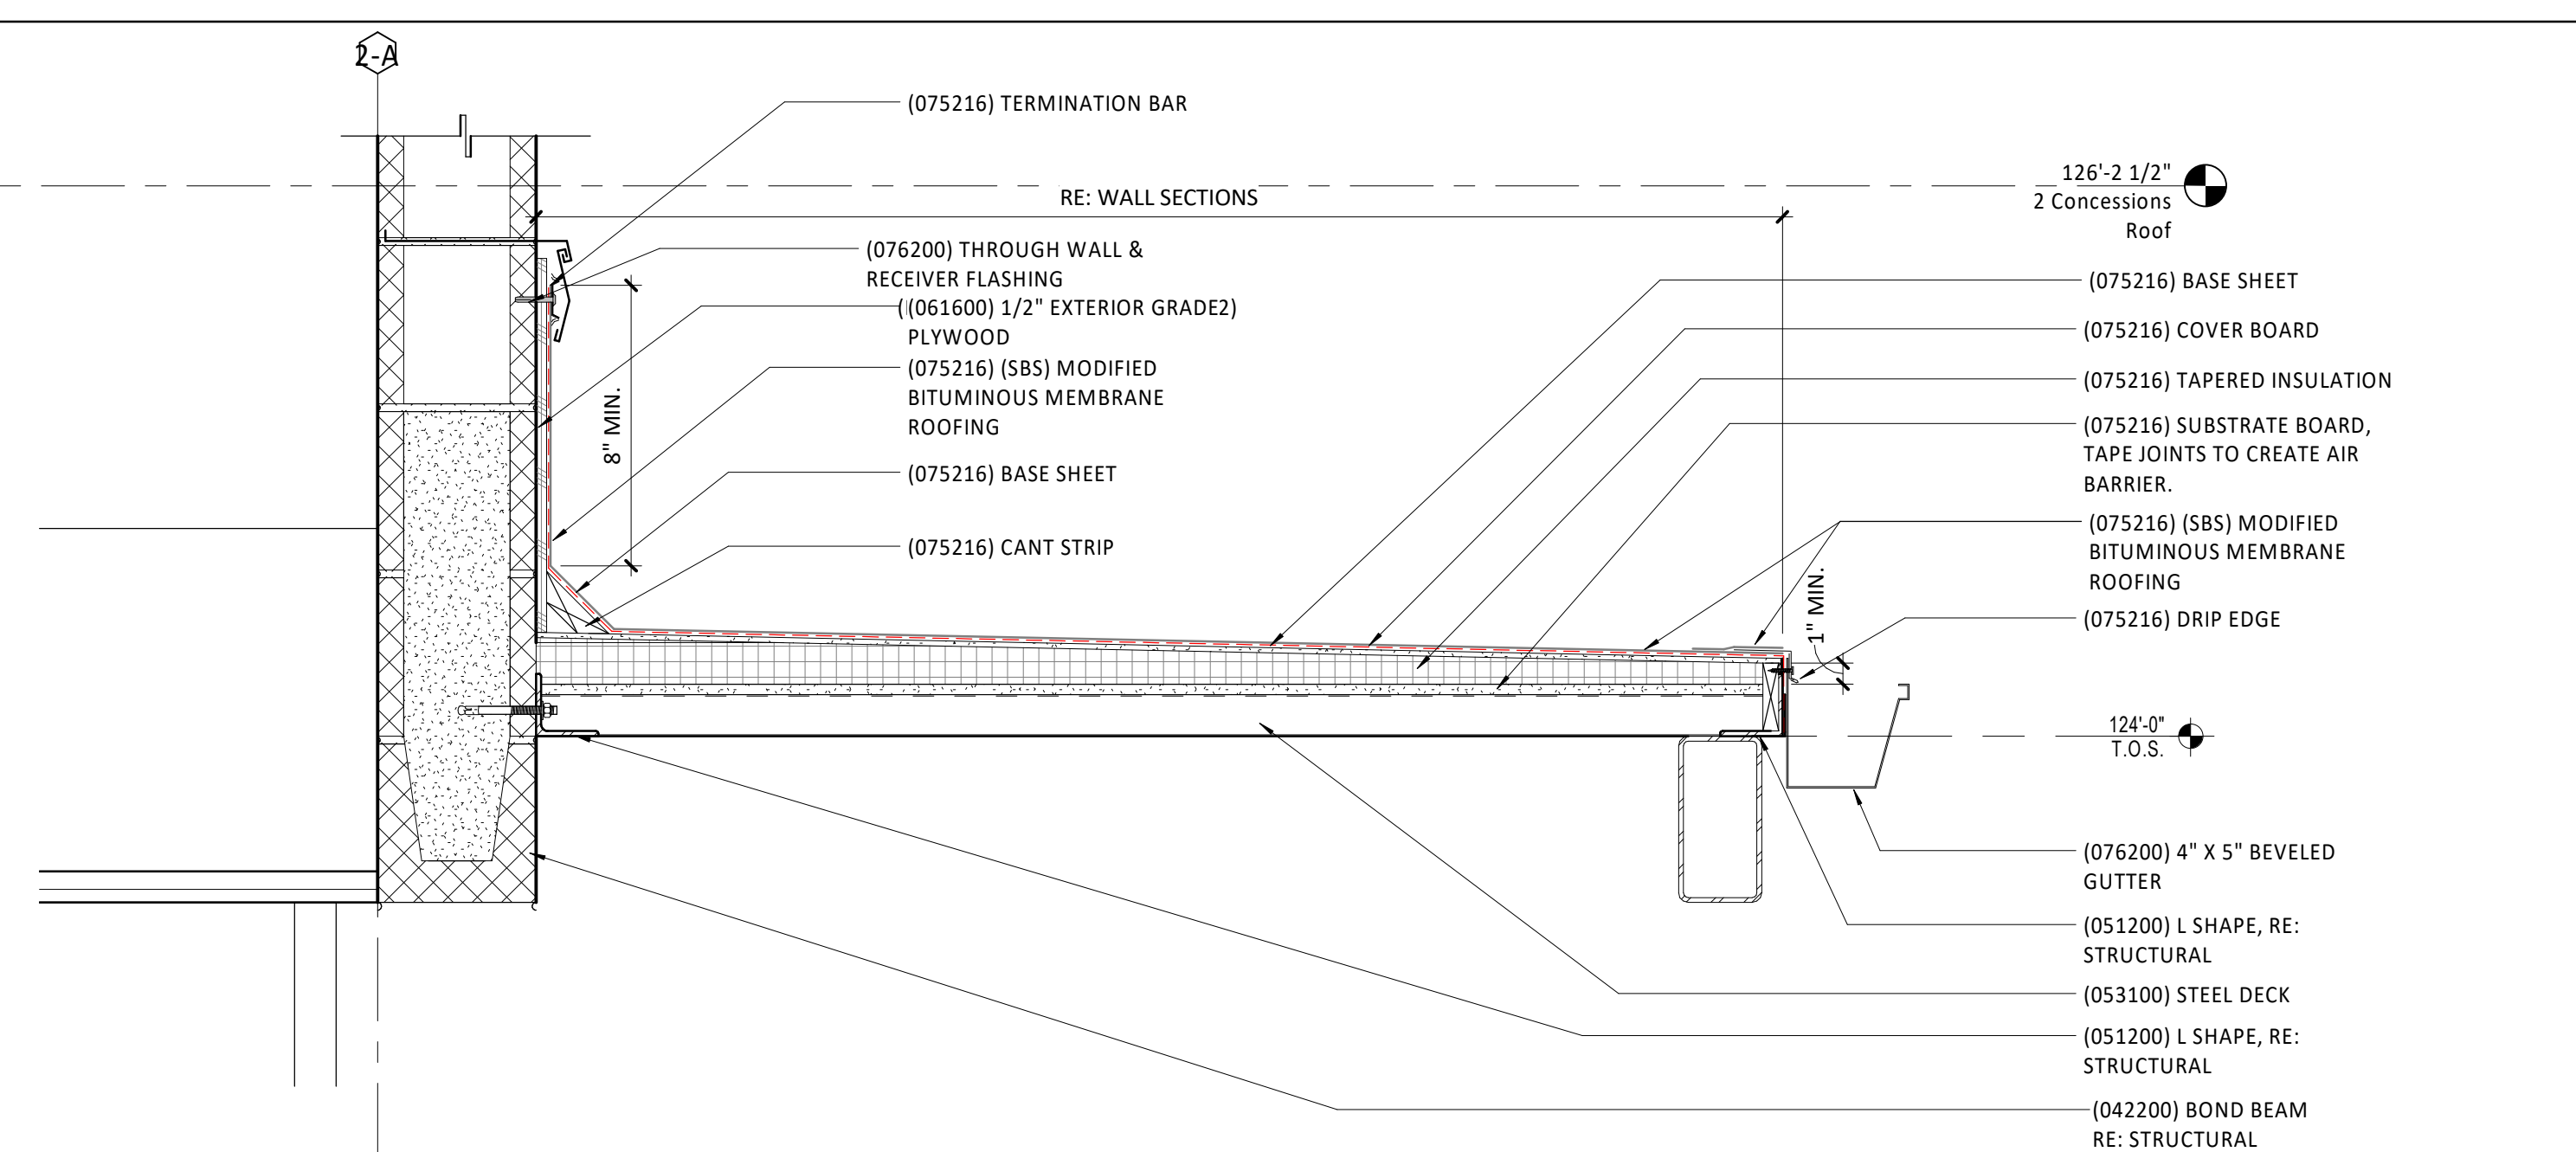 2-A
(075216) TERMINATION BAR
126'-2 1/2"
2 Concessions
Roof
RE: WALL SECTIONS
(076200) THROUGH WALL &
RECEIVER FLASHING
(061600) 1/2" EXTERIOR GRADE2)
PLYWOOD
(075216) (SBS) MODIFIED
BITUMINOUS MEMBRANE
ROOFING
8" MIN.
(075216) BASE SHEET
(075216) CANT STRIP
(075216) BASE SHEET
(075216) COVER BOARD
(075216) TAPERED INSULATION
(075216) SUBSTRATE BOARD,
TAPE JOINTS TO CREATE AIR
BARRIER.
(075216) (SBS) MODIFIED
BITUMINOUS MEMBRANE
ROOFING
1" MIN.
(075216) DRIP EDGE
124'-0"
T.O.S.
(076200) 4" X 5" BEVELED
GUTTER
(051200) L SHAPE, RE:
STRUCTURAL
(053100) STEEL DECK
(051200) L SHAPE, RE:
STRUCTURAL
(042200) BOND BEAM
RE: STRUCTURAL